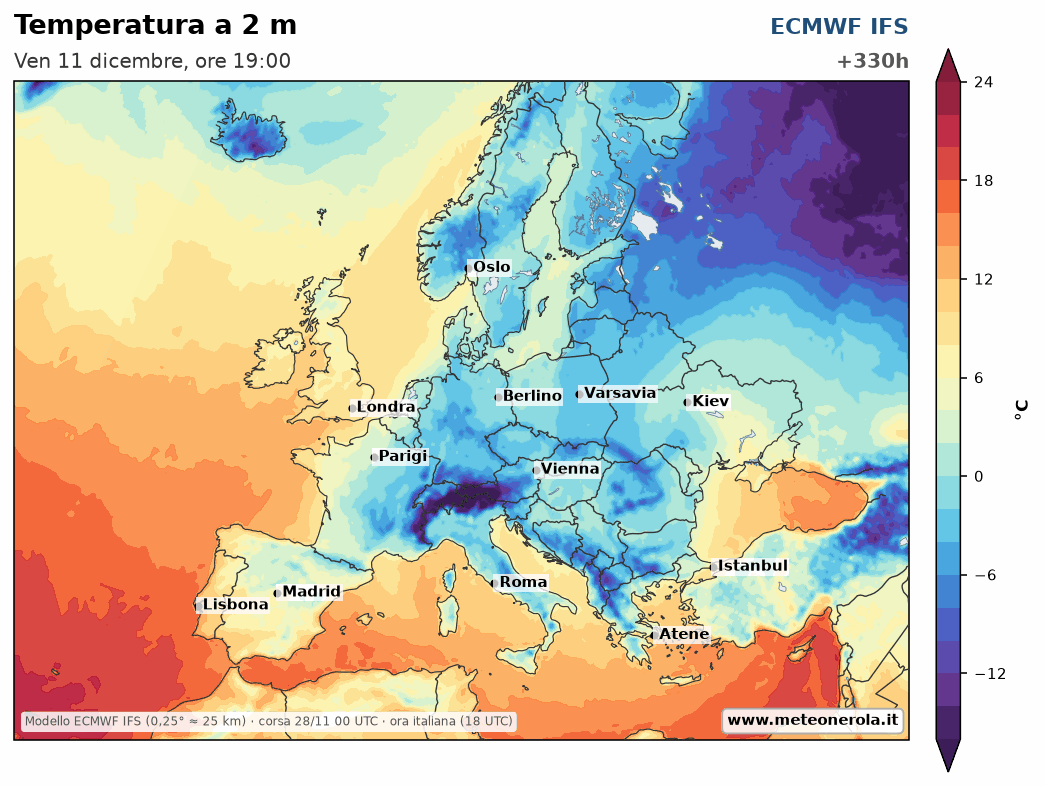 Temperatura a 2 m
ECMWF IFS
Ven 11 dicembre, ore 19:00
+330h
24
18
12
6
0
−6
−12
°C
Oslo
Londra
Berlino
Varsavia
Kiev
Parigi
Vienna
Istanbul
Roma
Madrid
Lisbona
Atene
Modello ECMWF IFS (0,25° ≈ 25 km) · corsa 28/11 00 UTC · ora italiana (18 UTC)
www.meteonerola.it